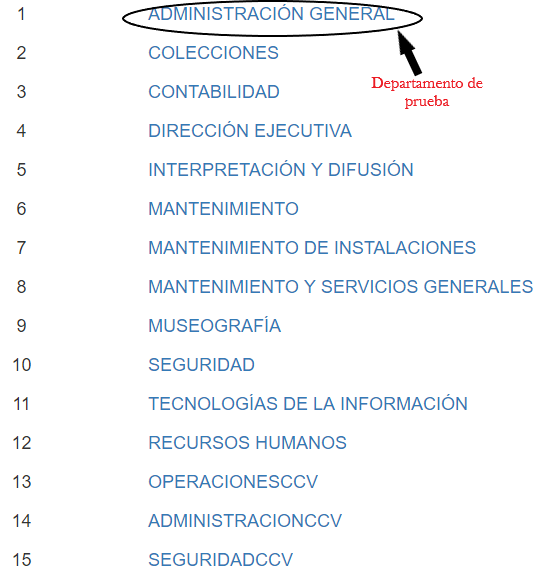 1 ADMINISTRACIÓN GENERAL
2 COLECCIONES
Departamento de
prueba
3 CONTABILIDAD
4 DIRECCIÓN EJECUTIVA
5 INTERPRETACIÓN Y DIFUSIÓN
6 MANTENIMIENTO
7 MANTENIMIENTO DE INSTALACIONES
8 MANTENIMIENTO Y SERVICIOS GENERALES
9 MUSEOGRAFÍA
10 SEGURIDAD
11 TECNOLOGÍAS DE LA INFORMACIÓN
12 RECURSOS HUMANOS
13 OPERACIONESCCV
14 ADMINISTRACIONCCV
15 SEGURIDADCCV